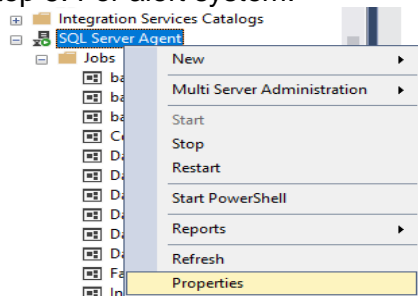 Integration Services Catalogs
SQL Server Agent
Jobs
New
Multi Server Administration
Start
Stop
Restart
Start PowerShell
Reports
Refresh
Properties